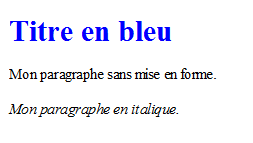 Titre en bleu
Mon paragraphe sans mise en forme.
Mon paragraphe en italique.